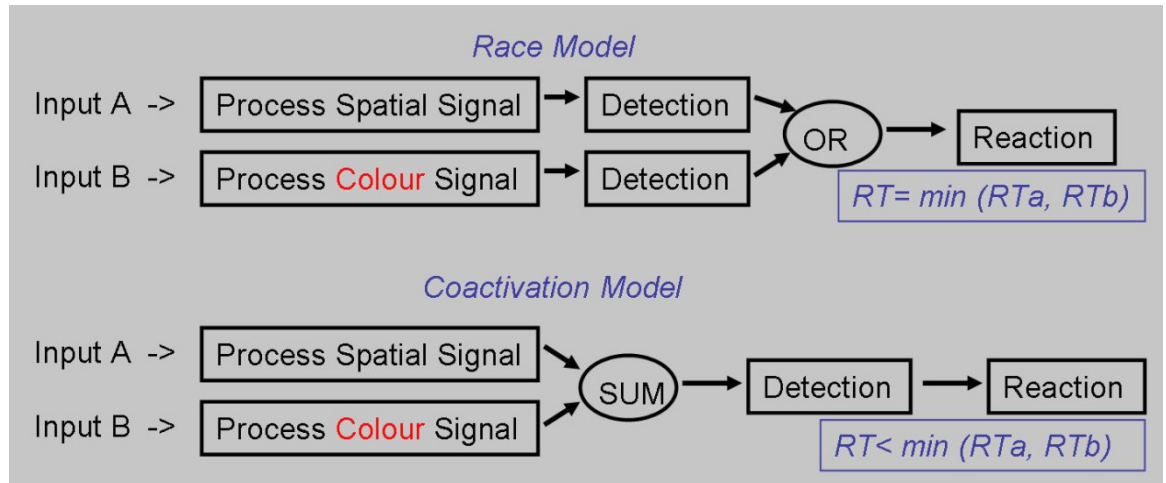 Race Model
Input A -> Process Spatial Signal Detection
OR Reaction
Input B -> Process Colour Signal Detection
RT= min (RTa, RTb)
Coactivation Model
Input A -> Process Spatial Signal
SUM Detection Reaction
Input B -> Process Colour Signal
RT< min (RTa, RTb)